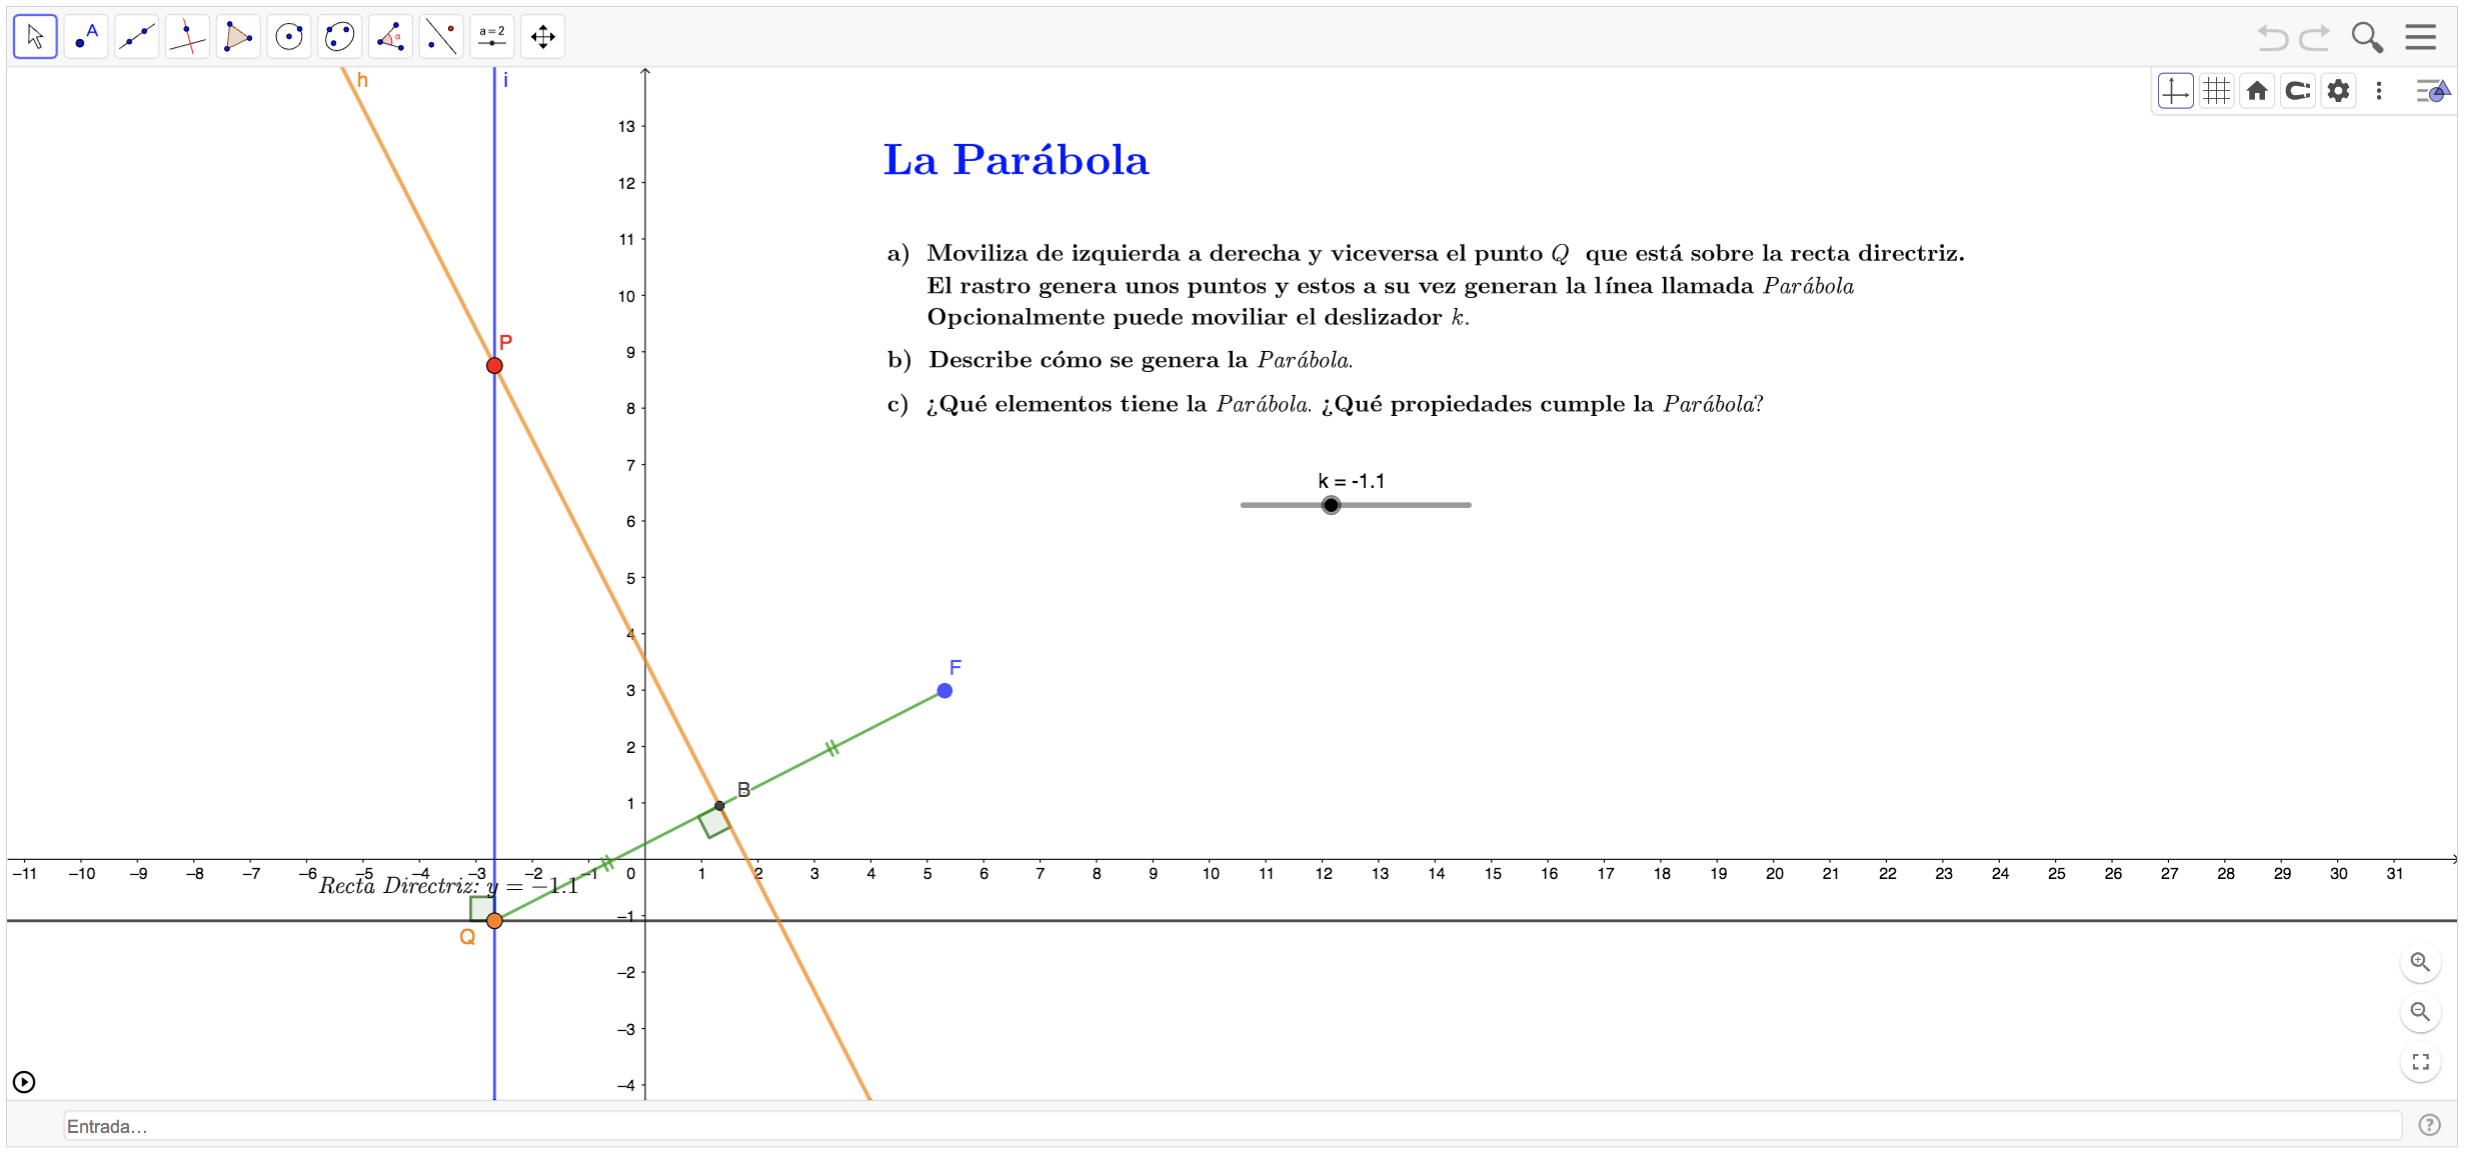 A
α
a = 2
h
i
La Parábola
a) Moviliza de izquierda a derecha y viceversa el punto Q que está sobre la recta directriz.
El rastro genera unos puntos y estos a su vez generan la línea llamada Parábola
Opcionalmente puede moviliar el deslizador k.
b) Describe cómo se genera la Parábola.
c) ¿Qué elementos tiene la Parábola. ¿Qué propiedades cumple la Parábola?
k = -1.1
13
12
11
10
9
8
7
6
5
4
3
2
1
P
F
B
−11 −10 −9 −8 −7 −6 −5 −4 −3 −2 −1 0 1 2 3 4 5 6 7 8 9 10 11 12 13 14 15 16 17 18 19 20 21 22 23 24 25 26 27 28 29 30 31
Recta Directriz: y = −1.1
Q
−1
−2
−3
−4
Entrada…
?